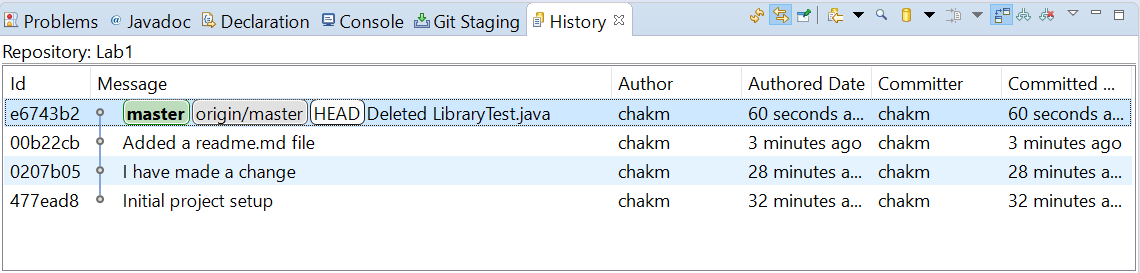 Problems @ Javadoc Declaration Console Git Staging History
Repository: Lab1
Id Message Author Authored Date Committer Committed ...
e6743b2 master origin/master HEAD Deleted LibraryTest.java chakm 60 seconds a... chakm 60 seconds a...
00b22cb Added a readme.md file chakm 3 minutes ago chakm 3 minutes ago
0207b05 I have made a change chakm 28 minutes a... chakm 28 minutes a...
477ead8 Initial project setup chakm 32 minutes a... chakm 32 minutes a...